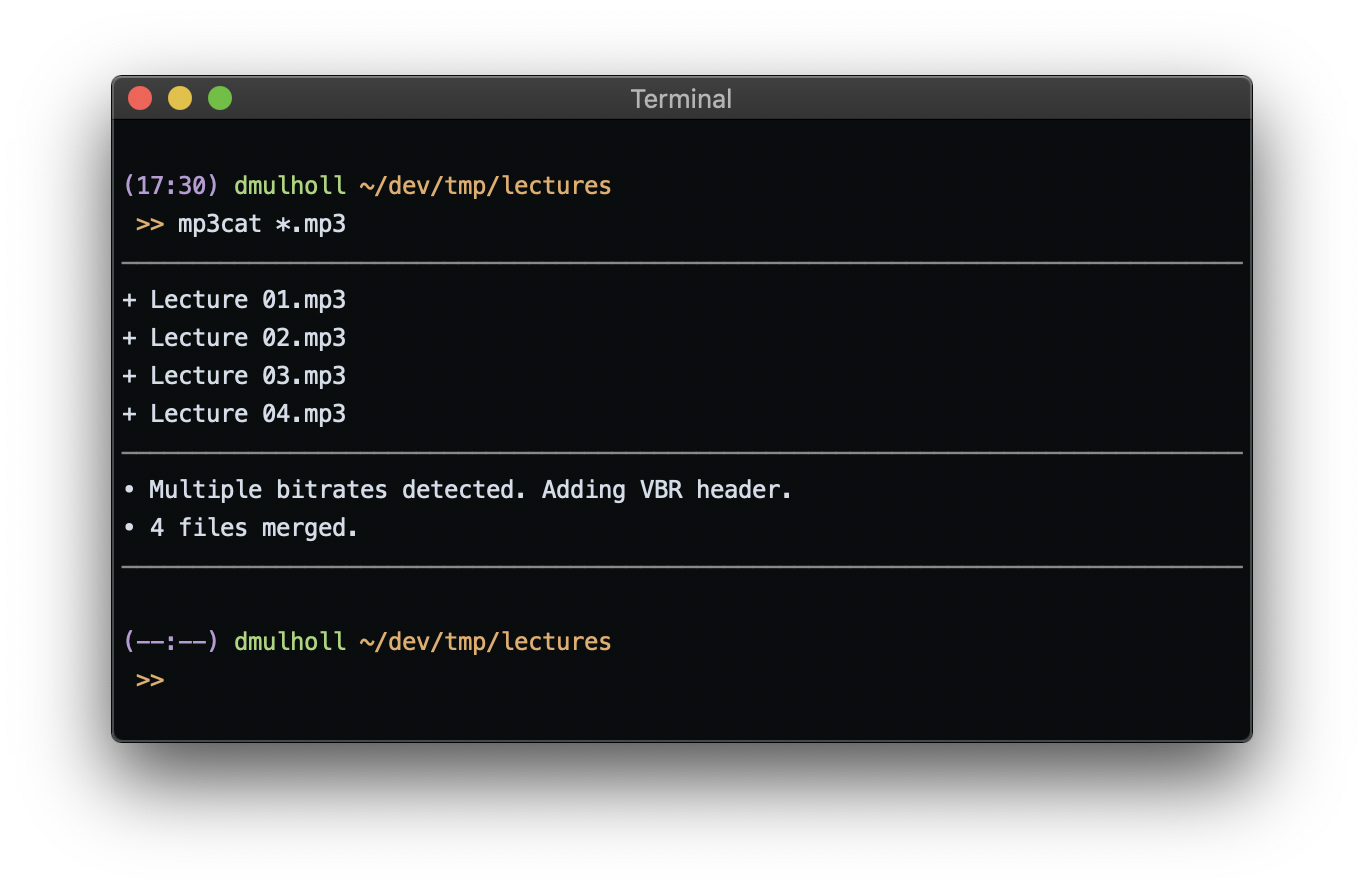 Terminal
(17:30) dmulholl ~/dev/tmp/lectures
>> mp3cat *.mp3
+ Lecture 01.mp3
+ Lecture 02.mp3
+ Lecture 03.mp3
+ Lecture 04.mp3
• Multiple bitrates detected. Adding VBR header.
• 4 files merged.
(--:--) dmulholl ~/dev/tmp/lectures
>>